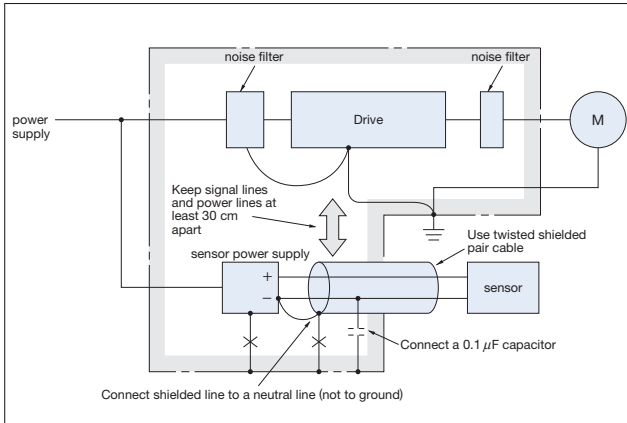 noise filter
noise filter
power
supply
Drive
M
Keep signal lines
and power lines at
least 30 cm
apart
Use twisted shielded
pair cable
sensor power supply
+
−
sensor
Connect a 0.1 μF capacitor
Connect shielded line to a neutral line (not to ground)